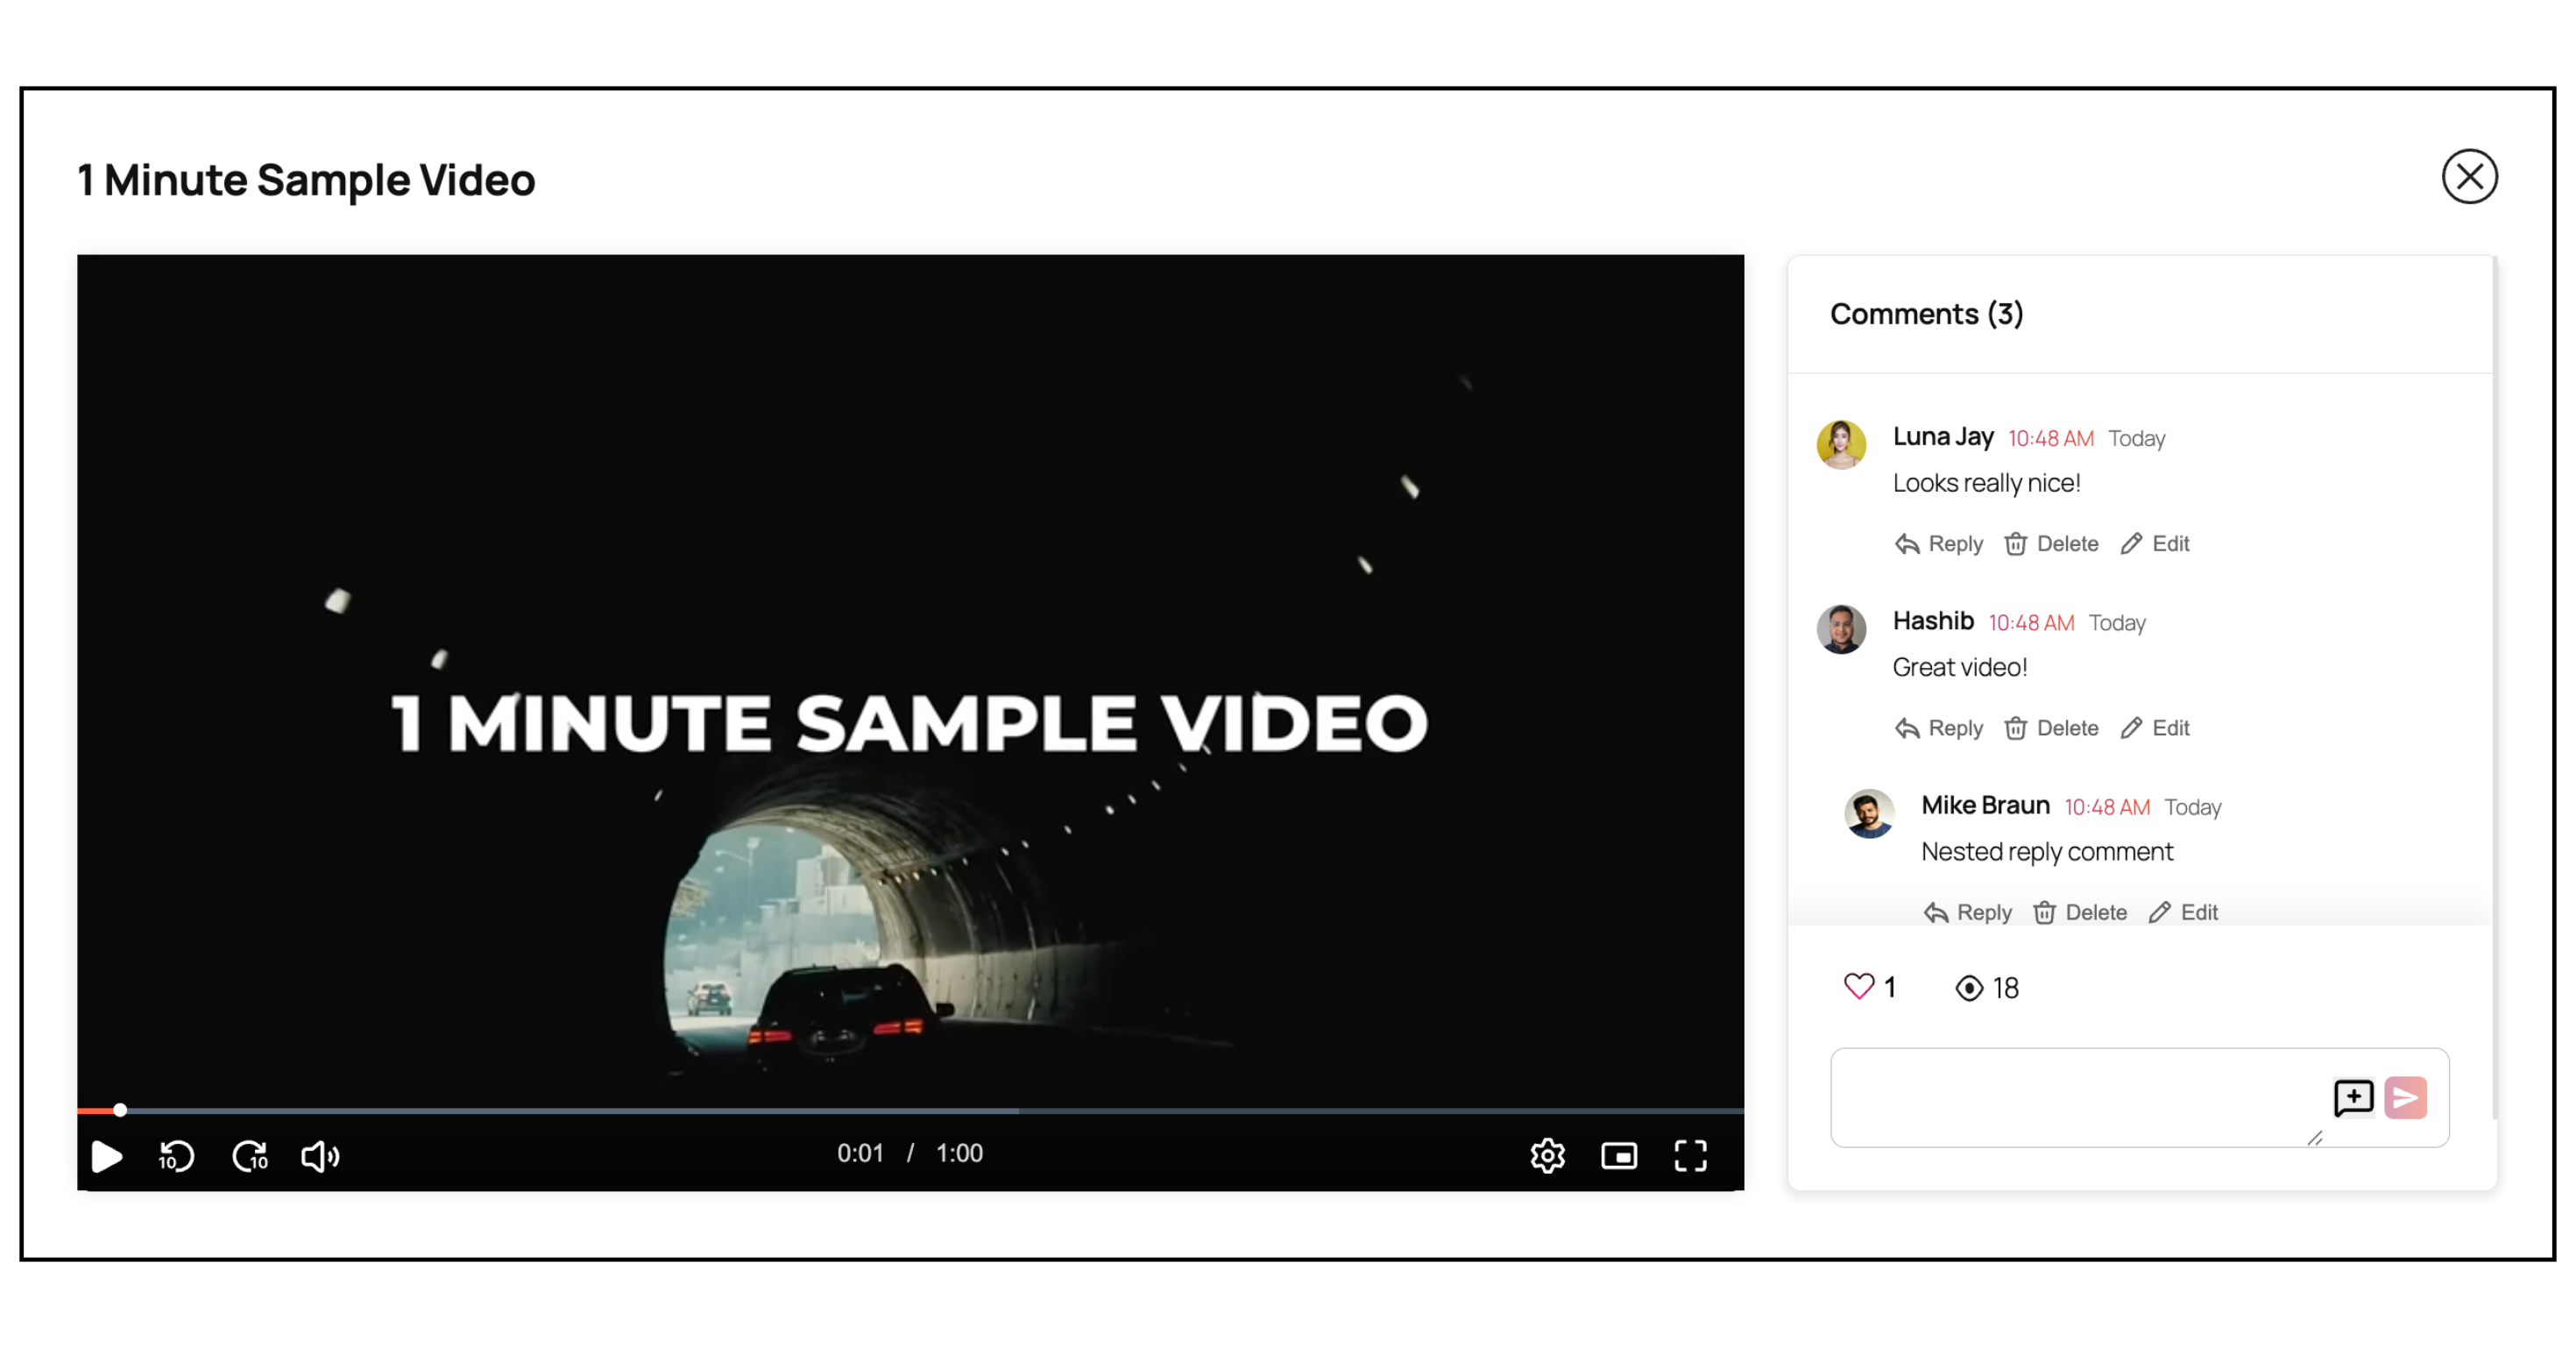 1 Minute Sample Video
1 MINUTE SAMPLE VIDEO
10 10 0:01 / 1:00
Comments (3)
Luna Jay 10:48 AM Today
Looks really nice!
Reply Delete Edit
Hashib 10:48 AM Today
Great video!
Reply Delete Edit
Mike Braun 10:48 AM Today
Nested reply comment
Reply Delete Edit
1 18